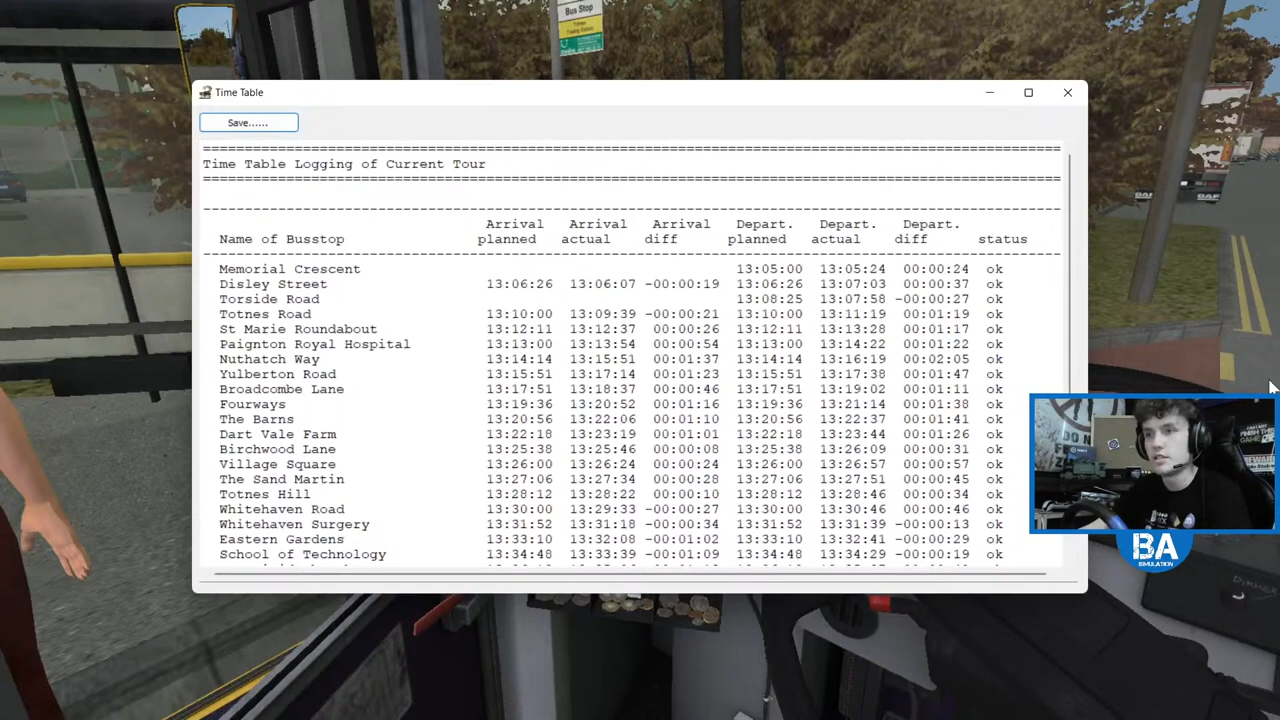 Bus Stop
Time Table
Save......
Time Table Logging of Current Tour
Arrival Arrival Arrival Depart. Depart. Depart.
Name of Busstop planned actual diff planned actual diff status
Memorial Crescent 13:05:00 13:05:24 00:00:24 ok
Disley Street 13:06:26 13:06:07 -00:00:19 13:06:26 13:07:03 00:00:37 ok
Torside Road 13:08:25 13:07:58 -00:00:27 ok
Totnes Road 13:10:00 13:09:39 -00:00:21 13:10:00 13:11:19 00:01:19 ok
St Marie Roundabout 13:12:11 13:12:37 00:00:26 13:12:11 13:13:28 00:01:17 ok
Paignton Royal Hospital 13:13:00 13:13:54 00:00:54 13:13:00 13:14:22 00:01:22 ok
Nuthatch Way 13:14:14 13:15:51 00:01:37 13:14:14 13:16:19 00:02:05 ok
Yulberton Road 13:15:51 13:17:14 00:01:23 13:15:51 13:17:38 00:01:47 ok
Broadcombe Lane 13:17:51 13:18:37 00:00:46 13:17:51 13:19:02 00:01:11 ok
Fourways 13:19:36 13:20:52 00:01:16 13:19:36 13:21:14 00:01:38 ok
The Barns 13:20:56 13:22:06 00:01:10 13:20:56 13:22:37 00:01:41 ok
Dart Vale Farm 13:22:18 13:23:19 00:01:01 13:22:18 13:23:44 00:01:26 ok
Birchwood Lane 13:25:38 13:25:46 00:00:08 13:25:38 13:26:09 00:00:31 ok
Village Square 13:26:00 13:26:24 00:00:24 13:26:00 13:26:57 00:00:57 ok
The Sand Martin 13:27:06 13:27:34 00:00:28 13:27:06 13:27:51 00:00:45 ok
Totnes Hill 13:28:12 13:28:22 00:00:10 13:28:12 13:28:46 00:00:34 ok
Whitehaven Road 13:30:00 13:29:33 -00:00:27 13:30:00 13:30:46 00:00:46 ok
Whitehaven Surgery 13:31:52 13:31:18 -00:00:34 13:31:52 13:31:39 -00:00:13 ok
Eastern Gardens 13:33:10 13:32:08 -00:01:02 13:33:10 13:32:41 -00:00:29 ok
School of Technology 13:34:48 13:33:39 -00:01:09 13:34:48 13:34:29 -00:00:19 ok
BA
SIMULATION